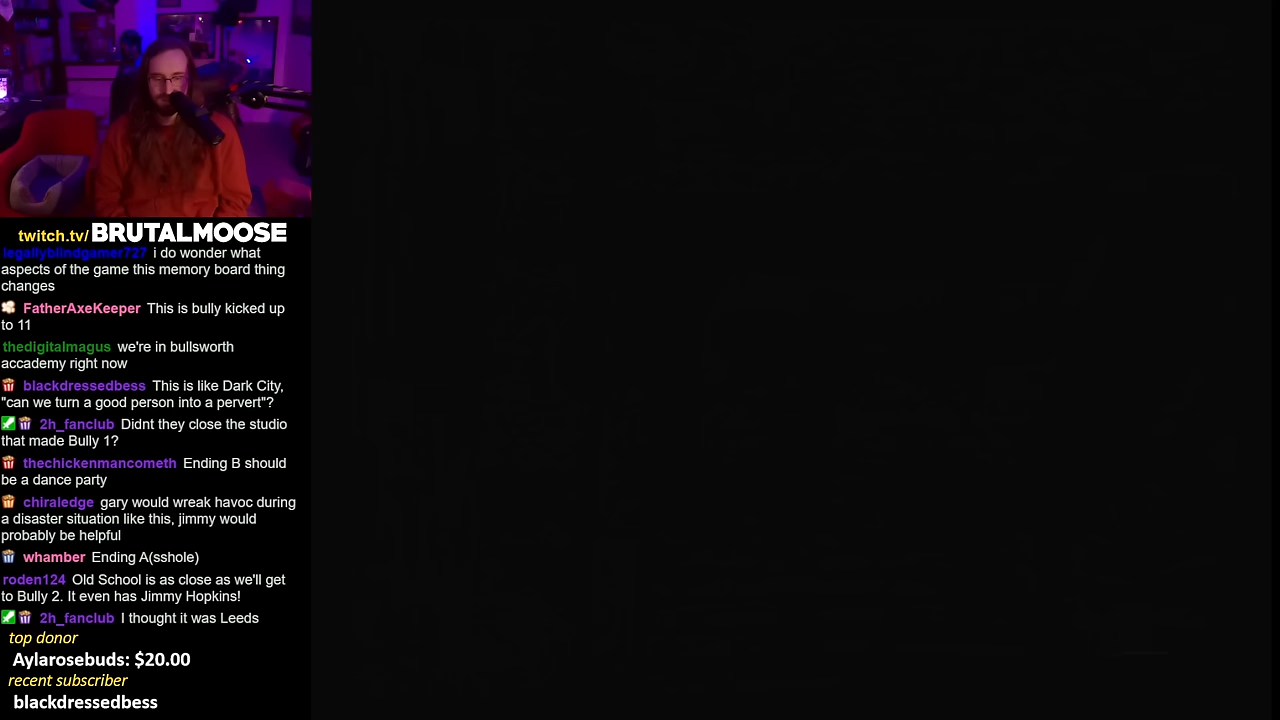 twitch.tv/BRUTALMOOSE
legallyblindgamer727 i do wonder what
aspects of the game this memory board thing
changes
FatherAxeKeeper This is bully kicked up
to 11
thedigitalmagus we're in bullsworth
accademy right now
blackdressedbess This is like Dark City,
"can we turn a good person into a pervert"?
2h_fanclub Didnt they close the studio
that made Bully 1?
thechickenmancometh Ending B should
be a dance party
chiraledge gary would wreak havoc during
a disaster situation like this, jimmy would
probably be helpful
whamber Ending A(sshole)
roden124 Old School is as close as we'll get
to Bully 2. It even has Jimmy Hopkins!
2h_fanclub I thought it was Leeds
top donor
Aylarosebuds: $20.00
recent subscriber
blackdressedbess